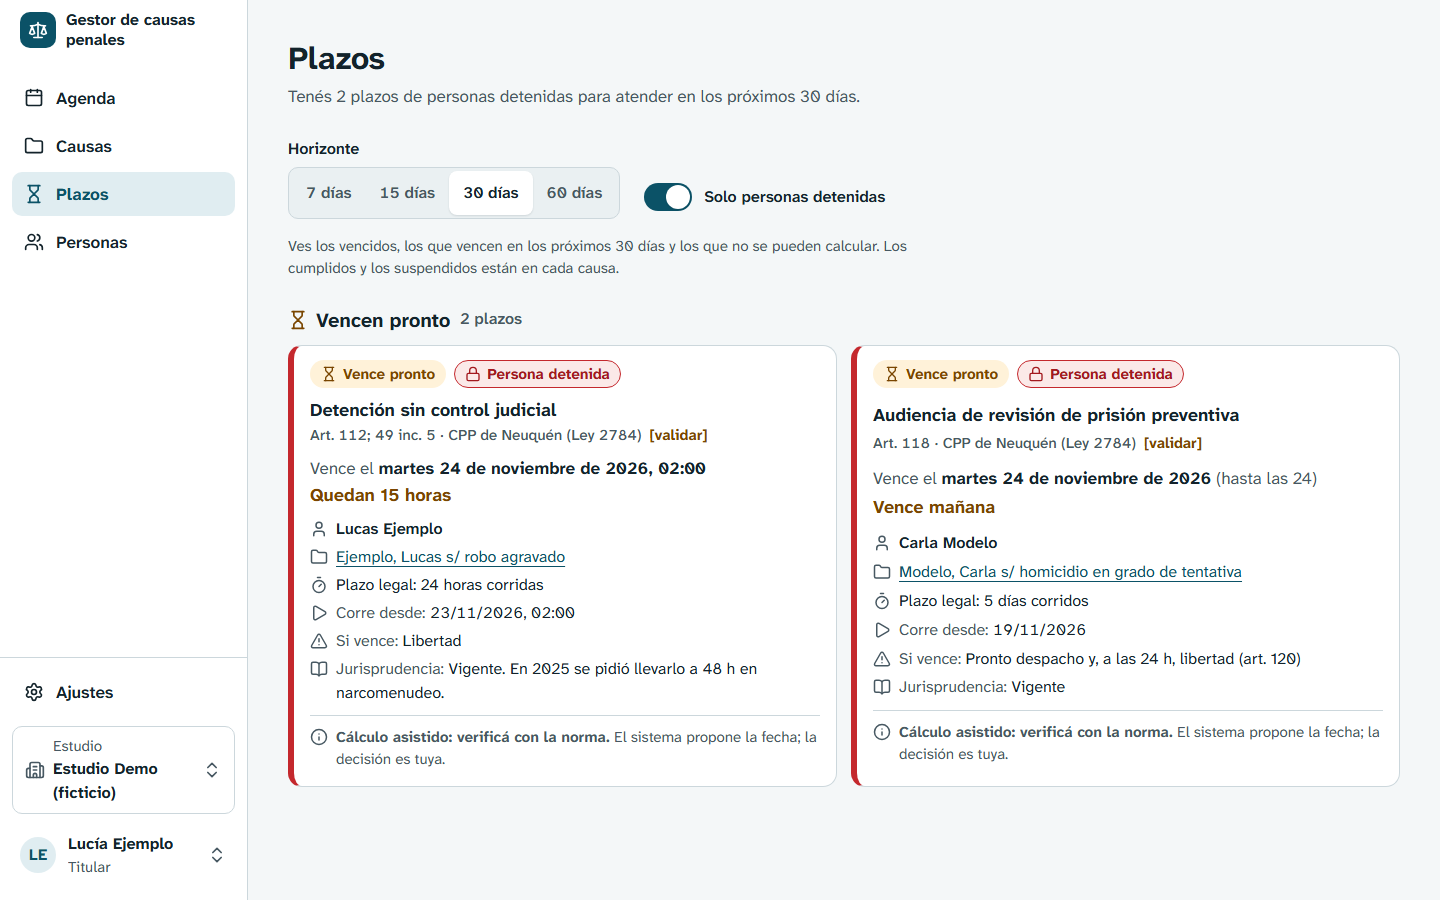 Gestor de causas
penales
Agenda
Causas
Plazos
Personas
Ajustes
Estudio
Estudio Demo
(ficticio)
LE
Lucía Ejemplo
Titular
Plazos
Tenés 2 plazos de personas detenidas para atender en los próximos 30 días.
Horizonte
7 días 15 días 30 días 60 días
Solo personas detenidas
Ves los vencidos, los que vencen en los próximos 30 días y los que no se pueden calcular. Los
cumplidos y los suspendidos están en cada causa.
Vencen pronto 2 plazos
Vence pronto Persona detenida
Detención sin control judicial
Art. 112; 49 inc. 5 · CPP de Neuquén (Ley 2784) [validar]
Vence el martes 24 de noviembre de 2026, 02:00
Quedan 15 horas
Lucas Ejemplo
Ejemplo, Lucas s/ robo agravado
Plazo legal: 24 horas corridas
Corre desde: 23/11/2026, 02:00
Si vence: Libertad
Jurisprudencia: Vigente. En 2025 se pidió llevarlo a 48 h en
narcomenudeo.
Cálculo asistido: verificá con la norma. El sistema propone la fecha; la
decisión es tuya.
Vence pronto Persona detenida
Audiencia de revisión de prisión preventiva
Art. 118 · CPP de Neuquén (Ley 2784) [validar]
Vence el martes 24 de noviembre de 2026 (hasta las 24)
Vence mañana
Carla Modelo
Modelo, Carla s/ homicidio en grado de tentativa
Plazo legal: 5 días corridos
Corre desde: 19/11/2026
Si vence: Pronto despacho y, a las 24 h, libertad (art. 120)
Jurisprudencia: Vigente
Cálculo asistido: verificá con la norma. El sistema propone la fecha; la
decisión es tuya.